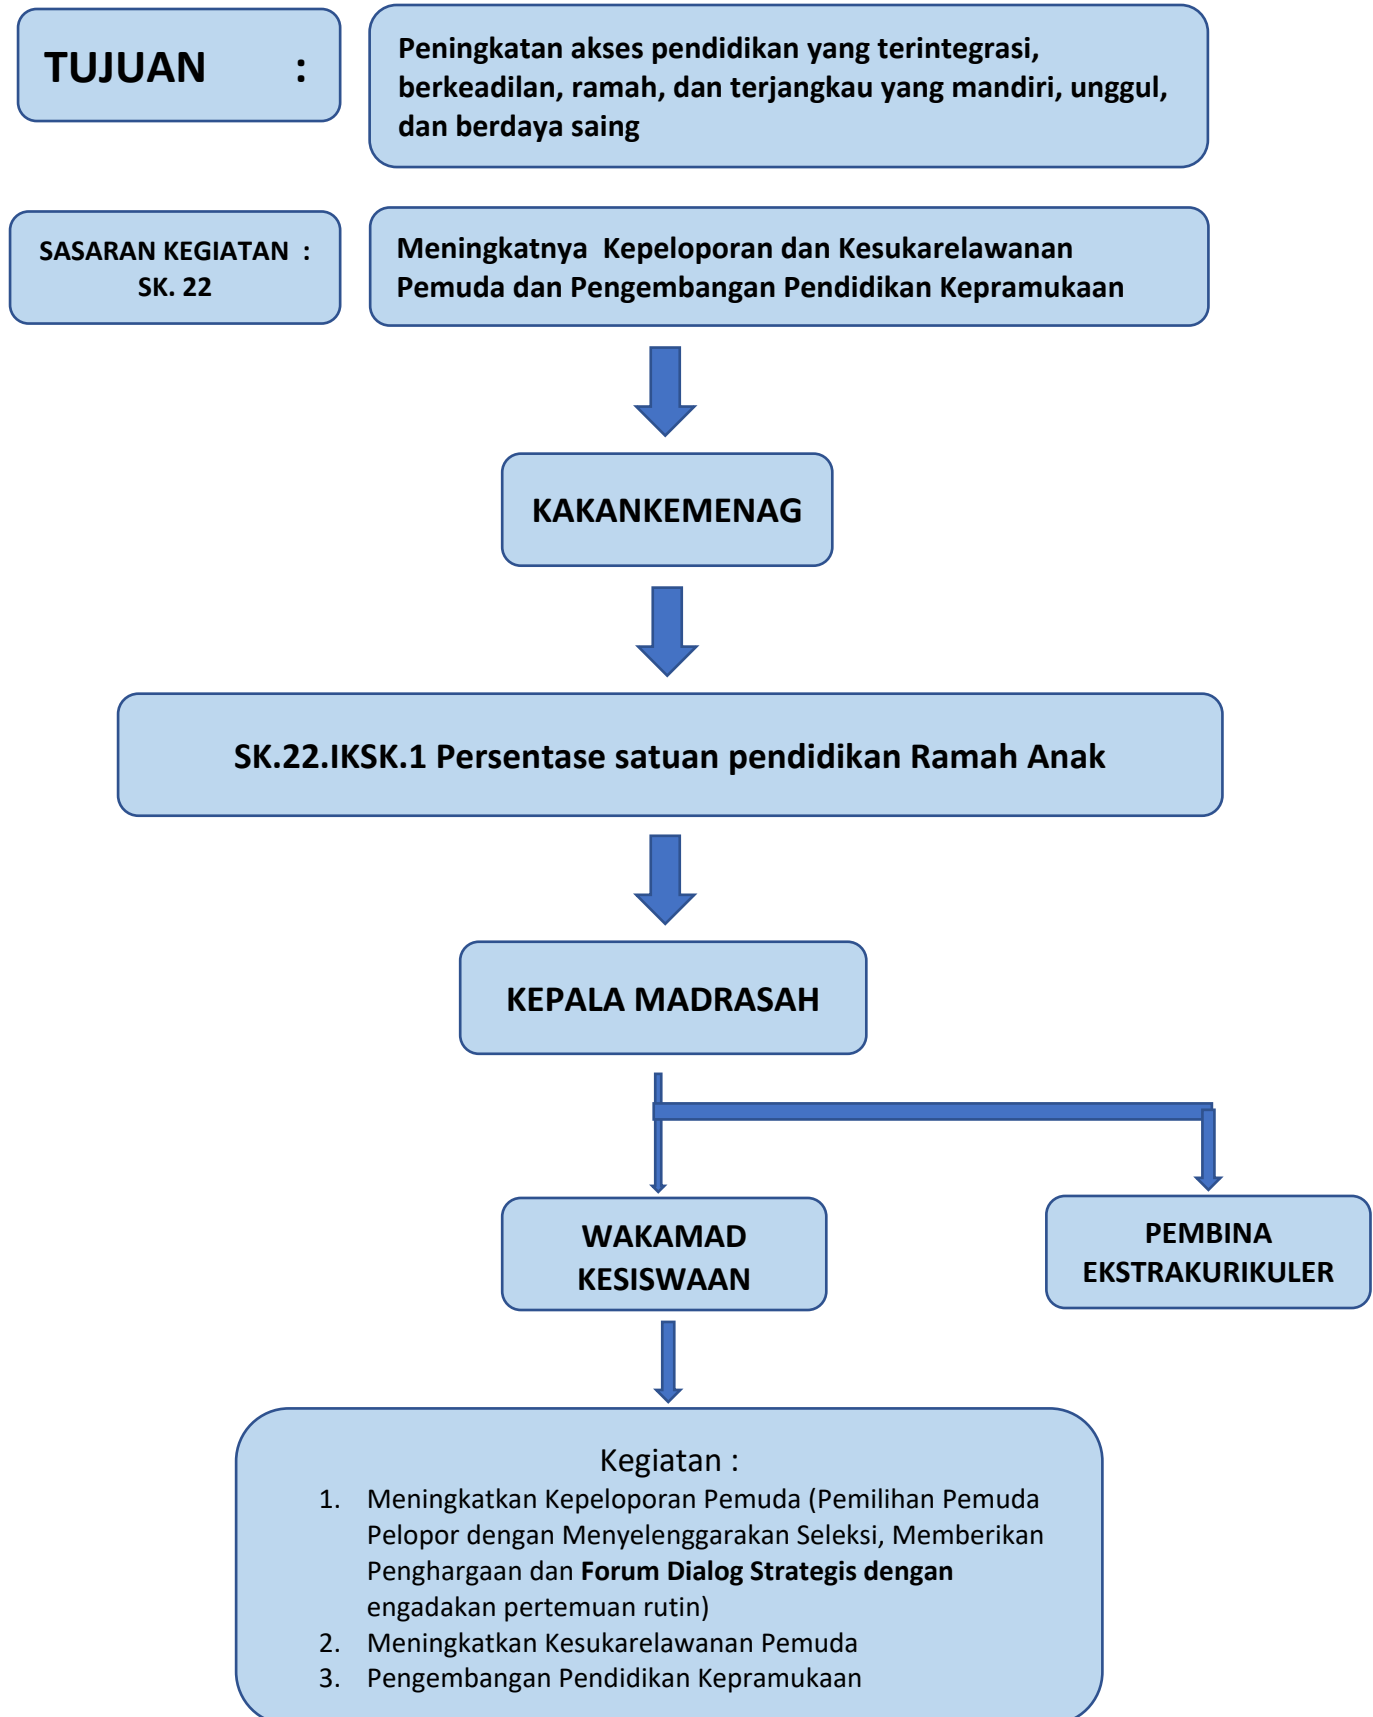 TUJUAN :
Peningkatan akses pendidikan yang terintegrasi,
berkeadilan, ramah, dan terjangkau yang mandiri, unggul,
dan berdaya saing
SASARAN KEGIATAN :
SK. 22
Meningkatnya Kepeloporan dan Kesukarelawanan
Pemuda dan Pengembangan Pendidikan Kepramukaan
KAKANKEMENAG
SK.22.IKSK.1 Persentase satuan pendidikan Ramah Anak
KEPALA MADRASAH
WAKAMAD
KESISWAAN
PEMBINA
EKSTRAKURIKULER
Kegiatan :
1. Meningkatkan Kepeloporan Pemuda (Pemilihan Pemuda
Pelopor dengan Menyelenggarakan Seleksi, Memberikan
Penghargaan dan Forum Dialog Strategis dengan
engadakan pertemuan rutin)
2. Meningkatkan Kesukarelawanan Pemuda
3. Pengembangan Pendidikan Kepramukaan